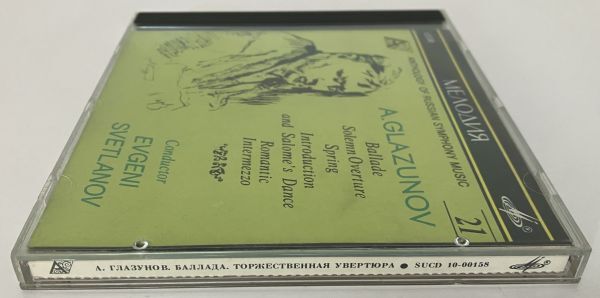 МЕЛОДИЯ
ANTHOLOGY OF RUSSIAN SYMPHONY MUSIC
21
A.GLAZUNOV
Ballade
Solemn Overture
Spring
Introduction
and Salome's Dance
Romantic
Intermezzo
Conductor
EVGENI
SVETLANOV
А. ГЛАЗУНОВ. БАЛЛАДА. ТОРЖЕСТВЕННАЯ УВЕРТЮРА ● SUCD 10-00158